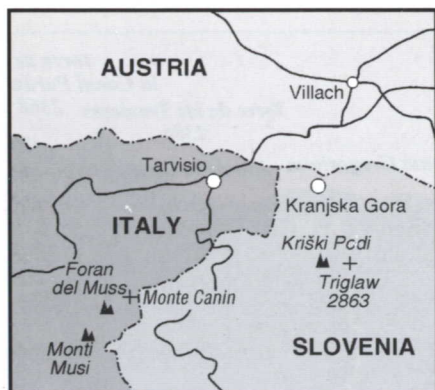 AUSTRIA
Villach
Tarvisio
Kranjska Gora
ITALY
Kriški Pcdi
Foran
del Muss
Monte Canin
Triglaw
2863
Monti
Musi
SLOVENIA